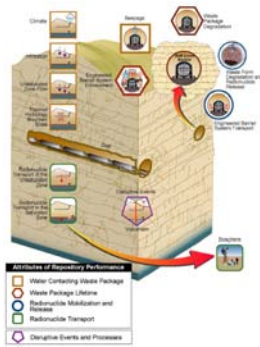 Climate
Seepage
Waste
Package
Degradation
Infiltration
Engineered Barrier
System
Environment
Unsaturated
Zone Flow
Waste Form
Degradation and
Radionuclide
Release
Engineered Barrier
System Transport
Drift
Radionuclide
Transport in the
Unsaturated
Zone
Radionuclide
Transport in the
Saturated
Zone
Disruptive Events
Volcanism
Biosphere
Attributes of Repository Performance
Water Contacting Waste Package
Waste Package Lifetime
Radionuclide Mobilization and
Release
Radionuclide Transport
Disruptive Events and Processes